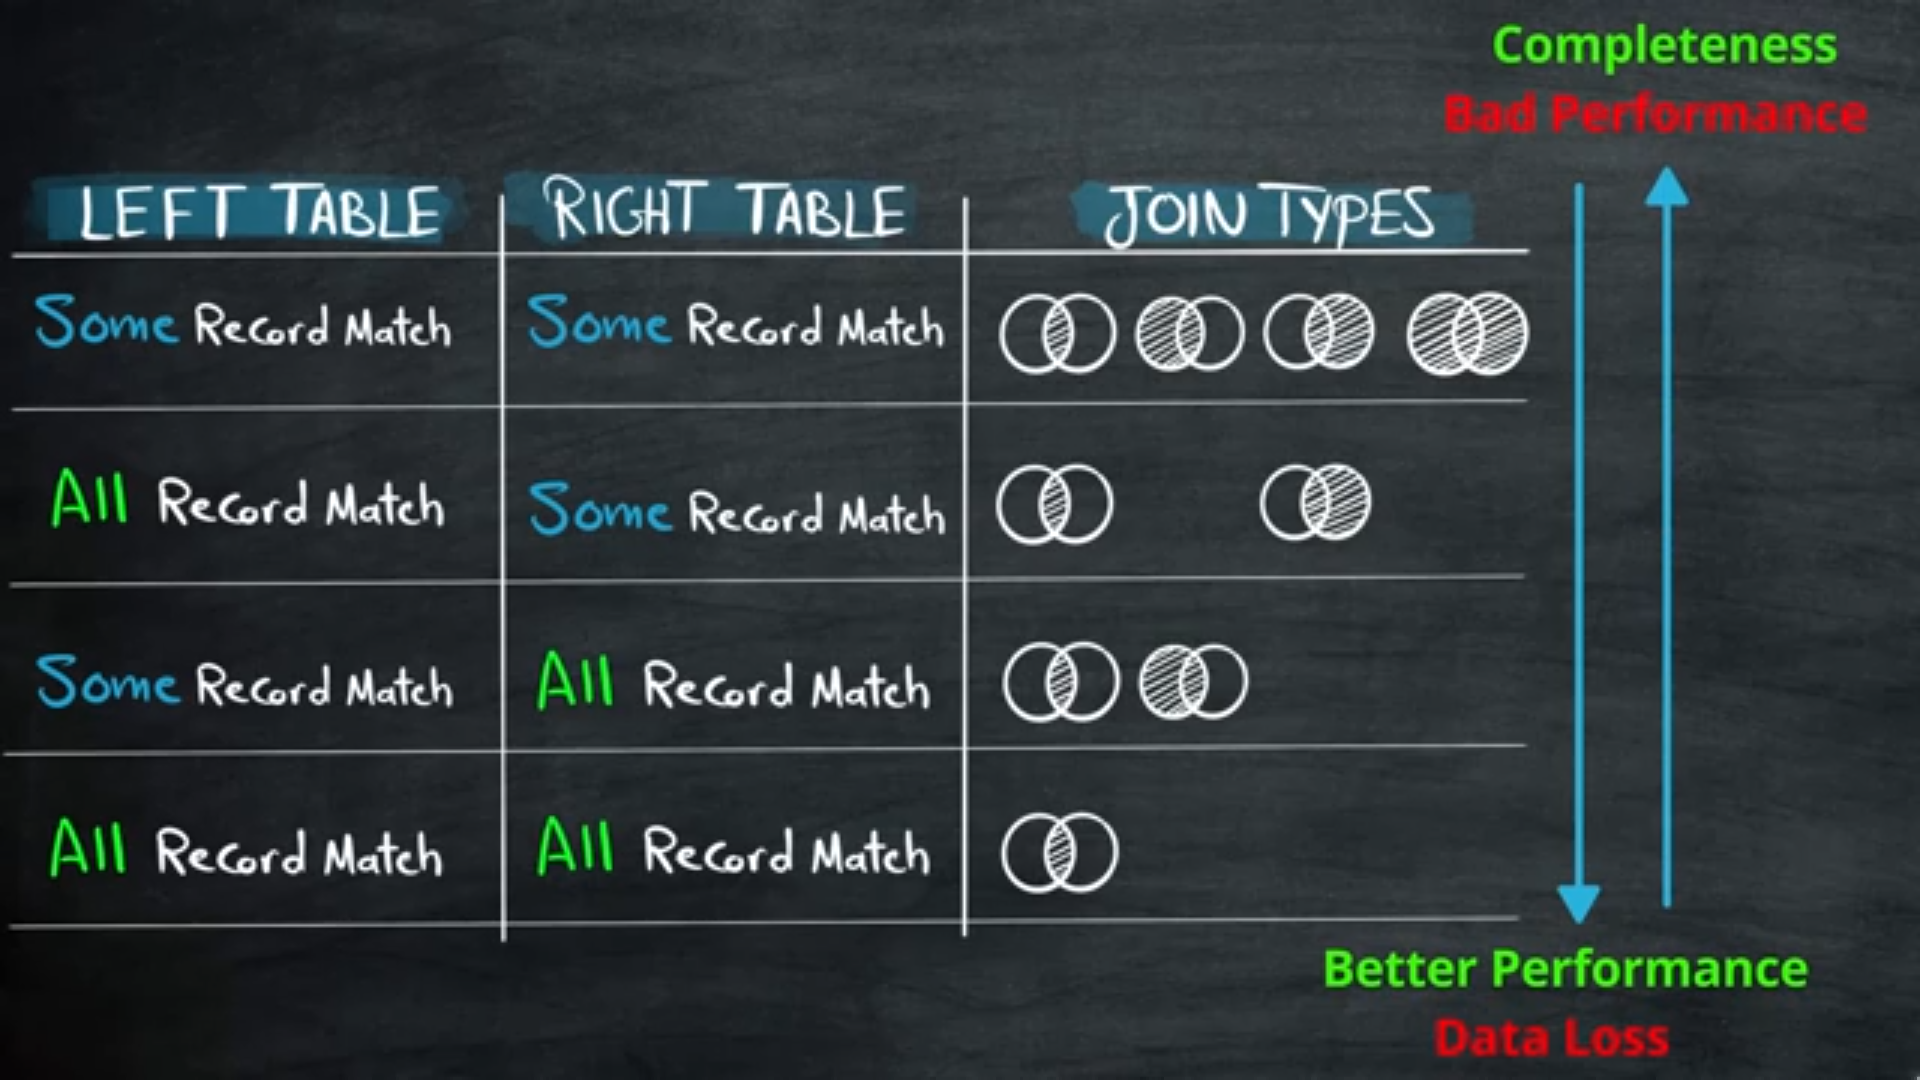 Completeness
Bad Performance
LEFT TABLE RIGHT TABLE JOIN TYPES
Some Record Match Some Record Match
All Record Match Some Record Match
Some Record Match All Record Match
All Record Match All Record Match
Better Performance
Data Loss